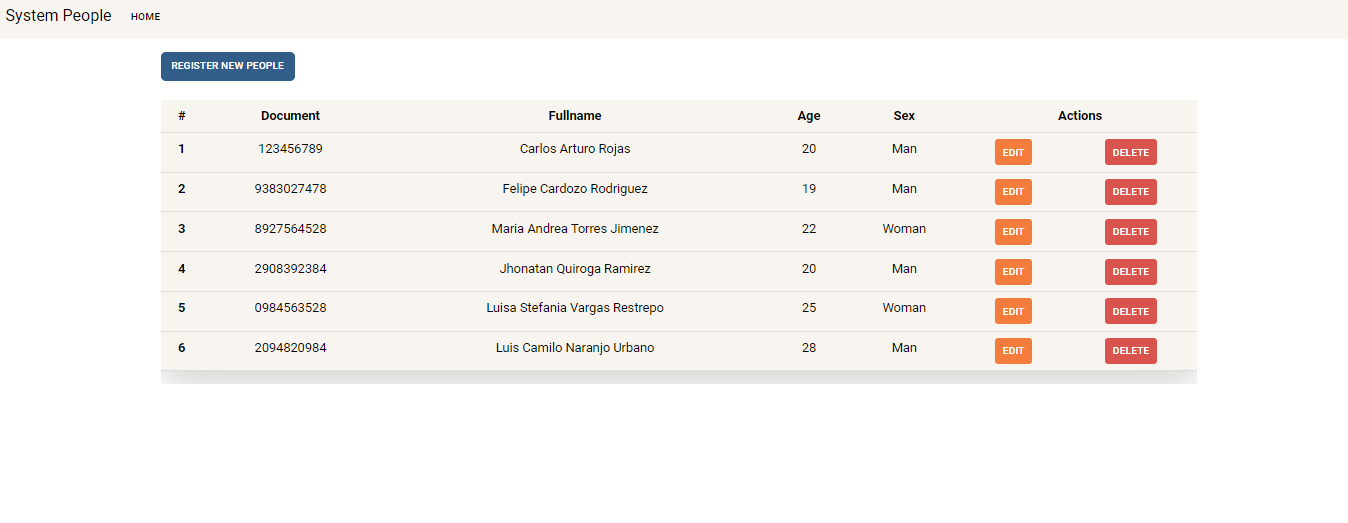 System People HOME
REGISTER NEW PEOPLE
# Document Fullname Age Sex Actions
1 123456789 Carlos Arturo Rojas 20 Man EDIT DELETE
2 9383027478 Felipe Cardozo Rodriguez 19 Man EDIT DELETE
3 8927564528 Maria Andrea Torres Jimenez 22 Woman EDIT DELETE
4 2908392384 Jhonatan Quiroga Ramirez 20 Man EDIT DELETE
5 0984563528 Luisa Stefania Vargas Restrepo 25 Woman EDIT DELETE
6 2094820984 Luis Camilo Naranjo Urbano 28 Man EDIT DELETE